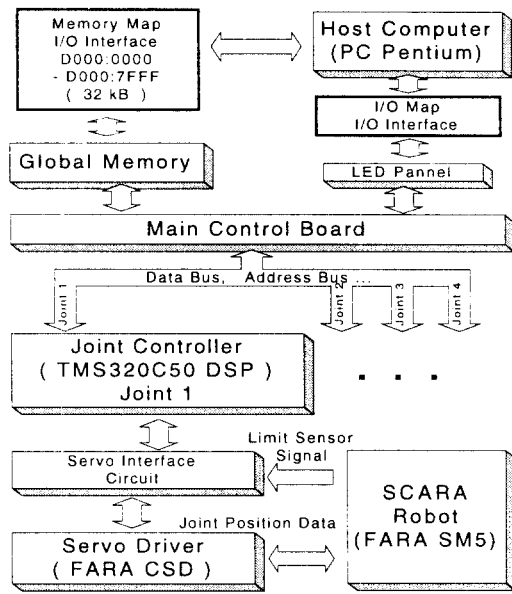 Memory Map
I/O Interface
D000:0000
- D000:7FFF
( 32 kB )
Host Computer
(PC Pentium)
I/O Map
I/O Interface
Global Memory
LED Pannel
Main Control Board
Data Bus, Address Bus ...
Joint 1
Joint 2
Joint 3
Joint 4
Joint Controller
( TMS320C50 DSP )
Joint 1
. . .
Servo Interface
Circuit
Limit Sensor
Signal
SCARA
Robot
(FARA SM5)
Joint Position Data
Servo Driver
( FARA CSD )